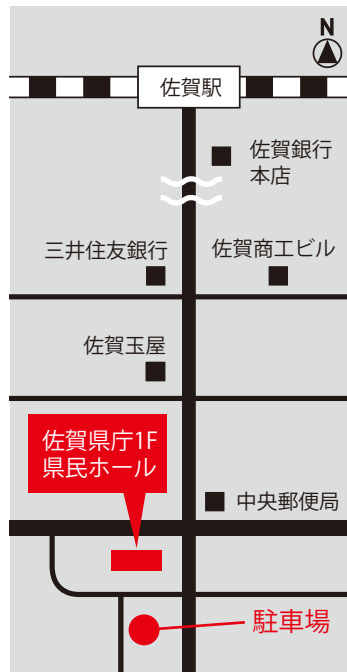 N
佐賀駅
佐賀銀行
本店
三井住友銀行
佐賀商工ビル
佐賀玉屋
佐賀県庁1F
県民ホール
中央郵便局
駐車場